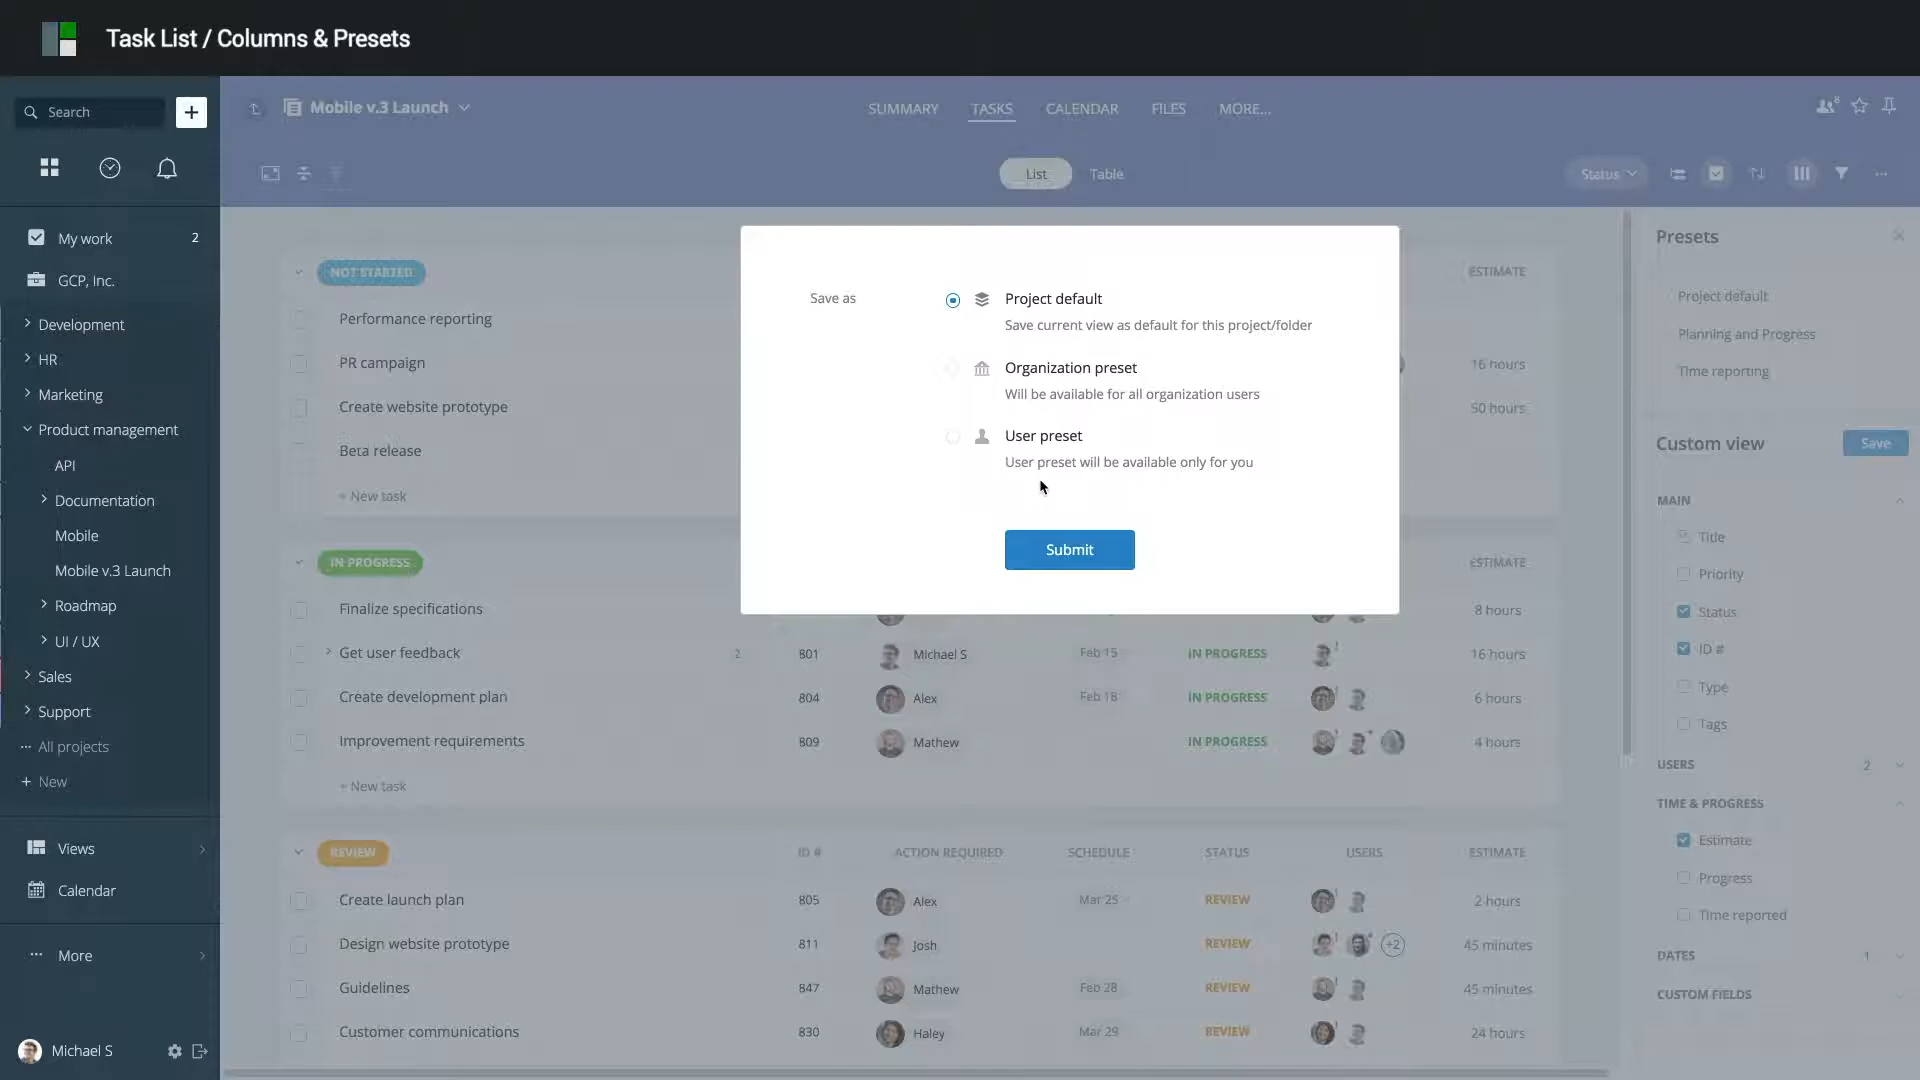 Task List / Columns & Presets
Search
My work 2
GCP, Inc.
Development
HR
Marketing
Product management
API
Documentation
Mobile
Mobile v.3 Launch
Roadmap
UI / UX
Sales
Support
All projects
+ New
Views
Calendar
More
Michael S
Mobile v.3 Launch
SUMMARY TASKS CALENDAR FILES MORE...
8
List Table
Status
NOT STARTED ESTIMATE
Performance reporting
PR campaign 16 hours
Create website prototype 50 hours
Beta release
+ New task
Save as
Project default
Save current view as default for this project/folder
Organization preset
Will be available for all organization users
User preset
User preset will be available only for you
Submit
IN PROGRESS ESTIMATE
Finalize specifications 8 hours
Get user feedback 2 801 Michael S Feb 15 IN PROGRESS 16 hours
Create development plan 804 Alex Feb 18 IN PROGRESS 6 hours
Improvement requirements 809 Mathew IN PROGRESS 4 hours
+ New task
REVIEW ID # ACTION REQUIRED SCHEDULE STATUS USERS ESTIMATE
Create launch plan 805 Alex Mar 25 REVIEW 2 hours
Design website prototype 811 Josh REVIEW +2 45 minutes
Guidelines 847 Mathew Feb 28 REVIEW 45 minutes
Customer communications 830 Haley Mar 29 REVIEW 24 hours
Presets
Project default
Planning and Progress
Time reporting
Custom view Save
MAIN
Title
Priority
Status
ID #
Type
Tags
USERS 2
TIME & PROGRESS
Estimate
Progress
Time reported
DATES 1
CUSTOM FIELDS